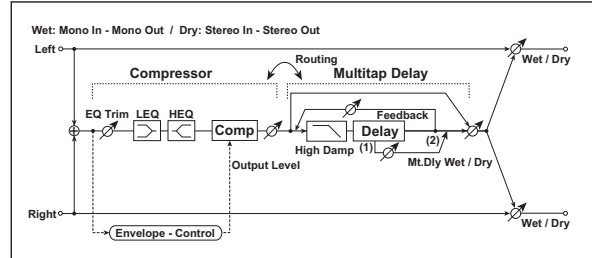 Wet: Mono In - Mono Out / Dry: Stereo In - Stereo Out
Left
Wet / Dry
Routing
Compressor
Multitap Delay
EQ Trim
LEQ
HEQ
Feedback
Comp
Delay
High Damp
(1)
(2)
Mt.Dly Wet / Dry
Output Level
Right
Wet / Dry
Envelope - Control